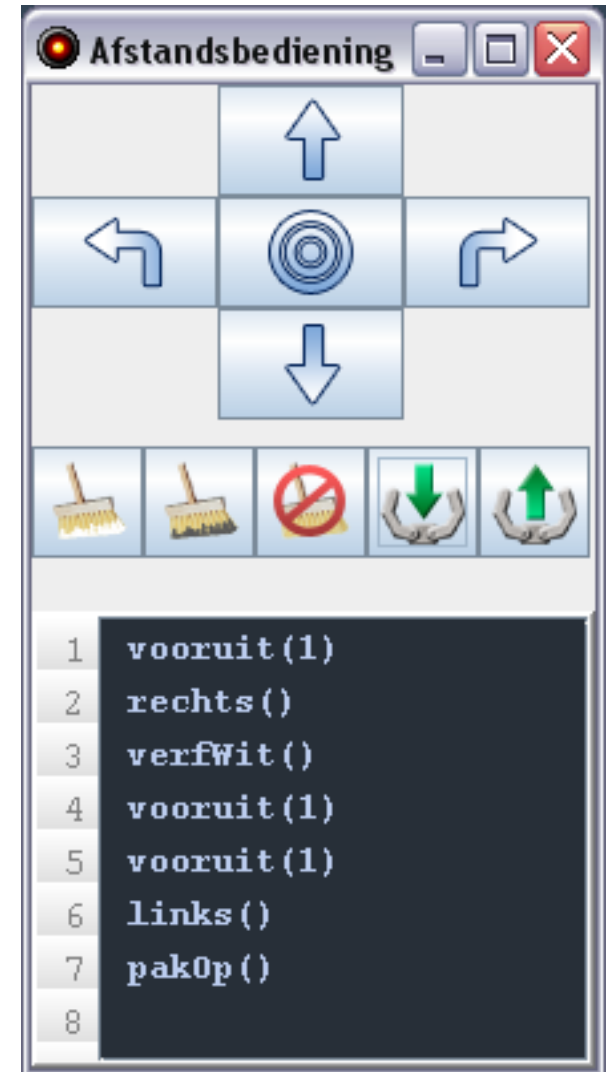 Afstandsbediening
1 vooruit(1)
2 rechts()
3 verfWit()
4 vooruit(1)
5 vooruit(1)
6 links()
7 pakOp()
8